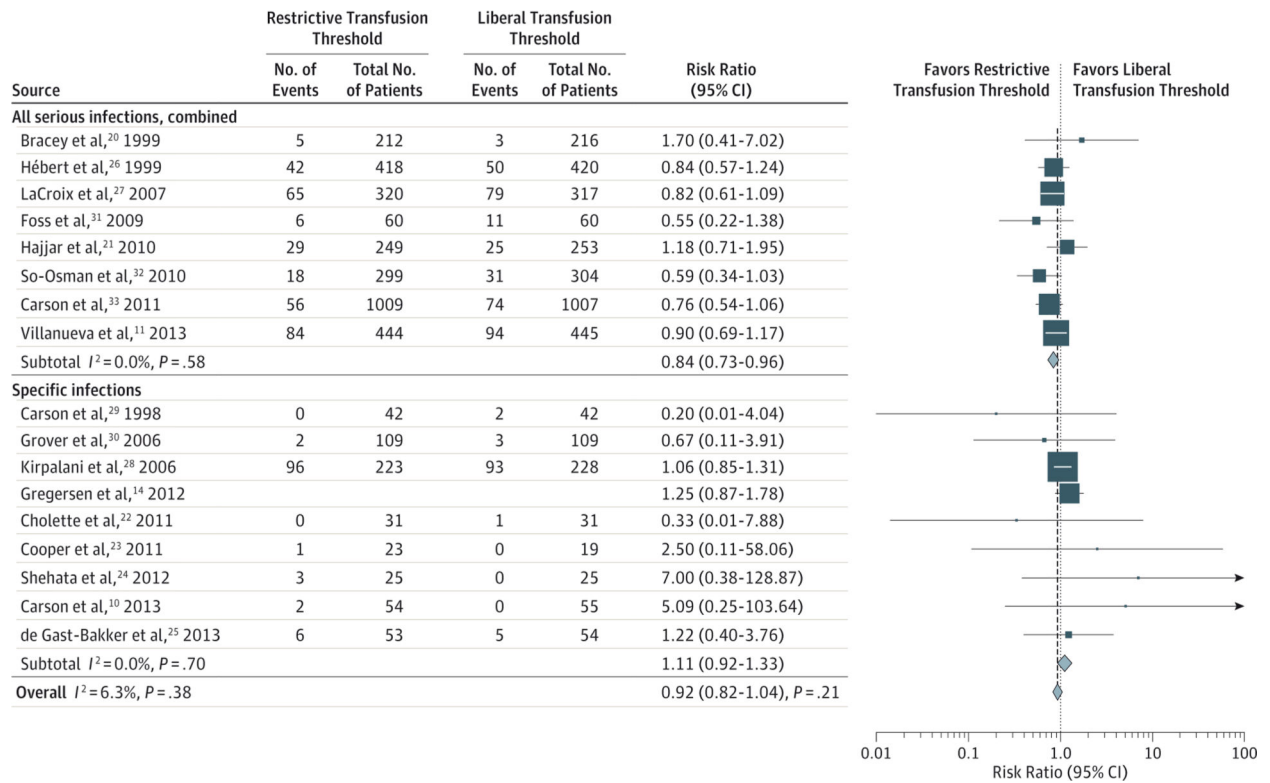 Restrictive Transfusion Threshold Liberal Transfusion Threshold
Source No. of Events Total No. of Patients No. of Events Total No. of Patients Risk Ratio (95% CI) Favors Restrictive Transfusion Threshold Favors Liberal Transfusion Threshold
All serious infections, combined
Bracey et al,20 1999 5 212 3 216 1.70 (0.41-7.02)
Hébert et al,26 1999 42 418 50 420 0.84 (0.57-1.24)
LaCroix et al,27 2007 65 320 79 317 0.82 (0.61-1.09)
Foss et al,31 2009 6 60 11 60 0.55 (0.22-1.38)
Hajjar et al,21 2010 29 249 25 253 1.18 (0.71-1.95)
So-Osman et al,32 2010 18 299 31 304 0.59 (0.34-1.03)
Carson et al,33 2011 56 1009 74 1007 0.76 (0.54-1.06)
Villanueva et al,11 2013 84 444 94 445 0.90 (0.69-1.17)
Subtotal I2 = 0.0%, P = .58 0.84 (0.73-0.96)
Specific infections
Carson et al,29 1998 0 42 2 42 0.20 (0.01-4.04)
Grover et al,30 2006 2 109 3 109 0.67 (0.11-3.91)
Kirpalani et al,28 2006 96 223 93 228 1.06 (0.85-1.31)
Gregersen et al,14 2012 1.25 (0.87-1.78)
Cholette et al,22 2011 0 31 1 31 0.33 (0.01-7.88)
Cooper et al,23 2011 1 23 0 19 2.50 (0.11-58.06)
Shehata et al,24 2012 3 25 0 25 7.00 (0.38-128.87)
Carson et al,10 2013 2 54 0 55 5.09 (0.25-103.64)
de Gast-Bakker et al,25 2013 6 53 5 54 1.22 (0.40-3.76)
Subtotal I2 = 0.0%, P = .70 1.11 (0.92-1.33)
Overall I2 = 6.3%, P = .38 0.92 (0.82-1.04), P = .21
0.01 0.1 1.0 10 100
Risk Ratio (95% CI)